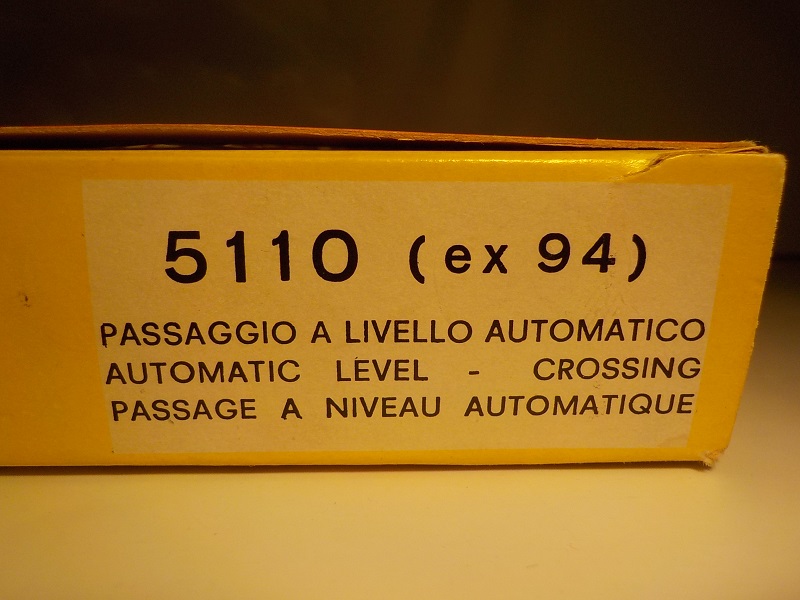 5110 (ex 94)
PASSAGGIO A LIVELLO AUTOMATICO
AUTOMATIC LEVEL - CROSSING
PASSAGE A NIVEAU AUTOMATIQUE